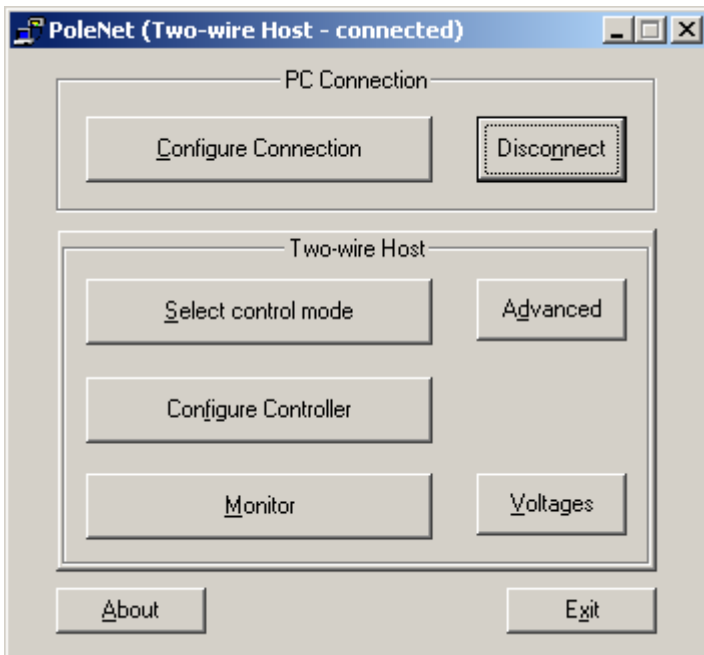 PoleNet (Two-wire Host - connected)
PC Connection
Configure Connection Disconnect
Two-wire Host
Select control mode Advanced
Configure Controller
Monitor Voltages
About Exit